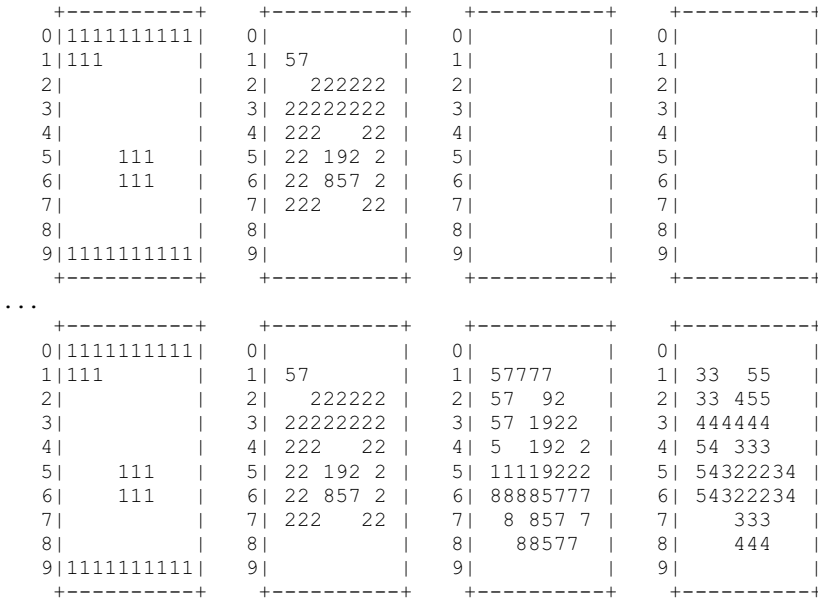 +----------+    +----------+    +----------+    +----------+
   0|1111111111|   0|          |   0|          |   0|          |
   1|111       |   1| 57       |   1|          |   1|          |
   2|          |   2|   222222 |   2|          |   2|          |
   3|          |   3| 22222222 |   3|          |   3|          |
   4|          |   4| 222   22 |   4|          |   4|          |
   5|    111   |   5| 22 192 2 |   5|          |   5|          |
   6|    111   |   6| 22 857 2 |   6|          |   6|          |
   7|          |   7| 222   22 |   7|          |   7|          |
   8|          |   8|          |   8|          |   8|          |
   9|1111111111|   9|          |   9|          |   9|          |
    +----------+    +----------+    +----------+    +----------+
...
    +----------+    +----------+    +----------+    +----------+
   0|1111111111|   0|          |   0|          |   0|          |
   1|111       |   1| 57       |   1| 57777    |   1| 33  55   |
   2|          |   2|   222222 |   2| 57  92   |   2| 33 455   |
   3|          |   3| 22222222 |   3| 57 1922  |   3| 444444   |
   4|          |   4| 222   22 |   4| 5  192 2 |   4| 54 333   |
   5|    111   |   5| 22 192 2 |   5| 11119222 |   5| 54322234 |
   6|    111   |   6| 22 857 2 |   6| 88885777 |   6| 54322234 |
   7|          |   7| 222   22 |   7|  8 857 7 |   7|    333   |
   8|          |   8|          |   8|   88577  |   8|    444   |
   9|1111111111|   9|          |   9|          |   9|          |
    +----------+    +----------+    +----------+    +----------+